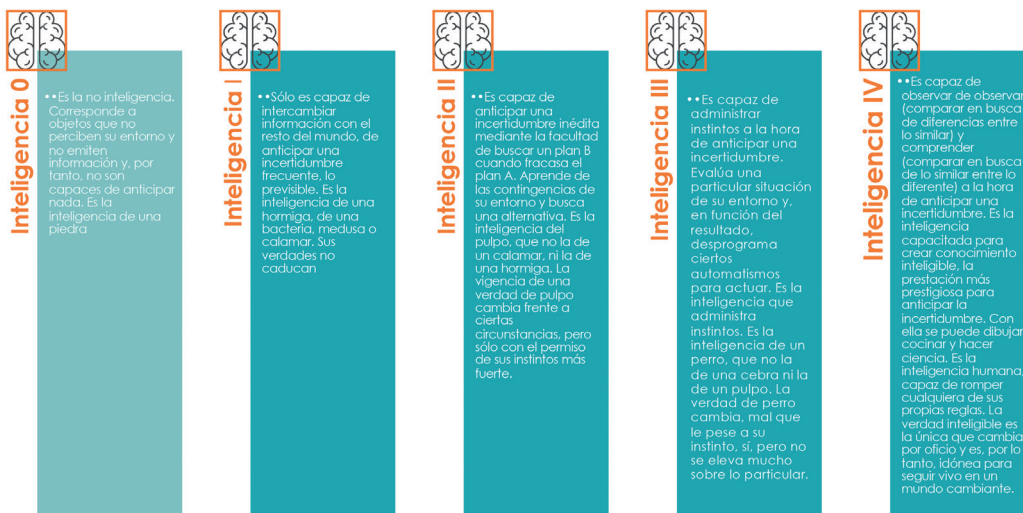 Inteligencia 0
••Es la no inteligencia.
Corresponde a
objetos que no
perciben su entorno y
no emiten
información y, por
tanto, no son
capaces de anticipar
nada. Es la
inteligencia de una
piedra
Inteligencia I
••Sólo es capaz de
intercambiar
información con el
resto del mundo, de
anticipar una
incertidumbre
frecuente, lo
previsible. Es la
inteligencia de una
hormiga, de una
bacteria, medusa o
calamar. Sus
verdades no
caducan
Inteligencia II
••Es capaz de
anticipar una
incertidumbre inédita
mediante la facultad
de buscar un plan B
cuando fracasa el
plan A. Aprende de
las contingencias de
su entorno y busca
una alternativa. Es la
inteligencia del
pulpo, que no la de
un calamar, ni la de
una hormiga. La
vigencia de una
verdad de pulpo
cambia frente a
ciertas
circunstancias, pero
sólo con el permiso
de sus instintos más
fuerte.
Inteligencia III
••Es capaz de
administrar
instintos a la hora
de anticipar una
incertidumbre.
Evalúa una
particular situación
de su entorno y,
en función del
resultado,
desprograma
ciertos
automatismos
para actuar. Es la
inteligencia que
administra
instintos. Es la
inteligencia de un
perro, que no la
de una cebra ni la
de un pulpo. La
verdad de perro
cambia, mal que
le pese a su
instinto, sí, pero no
se eleva mucho
sobre lo particular.
Inteligencia IV
••Es capaz de
observar de observar
(comparar en busca
de diferencias entre
lo similar) y
comprender
(comparar en busca
de lo similar entre lo
diferente) a la hora
de anticipar una
incertidumbre. Es la
inteligencia
capacitada para
crear conocimiento
inteligible, la
prestación más
prestigiosa para
anticipar la
incertidumbre. Con
ella se puede dibujar
cocinar y hacer
ciencia. Es la
inteligencia humana,
capaz de romper
cualquiera de sus
propias reglas. La
verdad inteligible es
la única que cambia
por oficio y es, por lo
tanto, idónea para
seguir vivo en un
mundo cambiante.